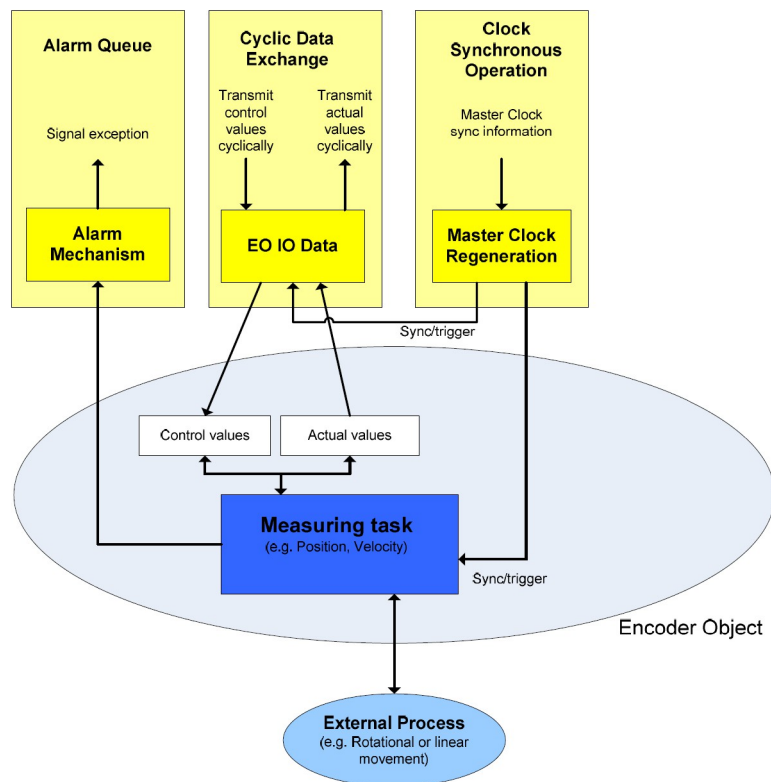 Alarm Queue
Signal exception
Alarm
Mechanism
Cyclic Data
Exchange
Transmit
control
values
cyclically
Transmit
actual
values
cyclically
EO IO Data
Clock
Synchronous
Operation
Master Clock
sync information
Master Clock
Regeneration
Sync/trigger
Control values
Actual values
Measuring task
(e.g. Position, Velocity)
Sync/trigger
Encoder Object
External Process
(e.g. Rotational or linear
movement)